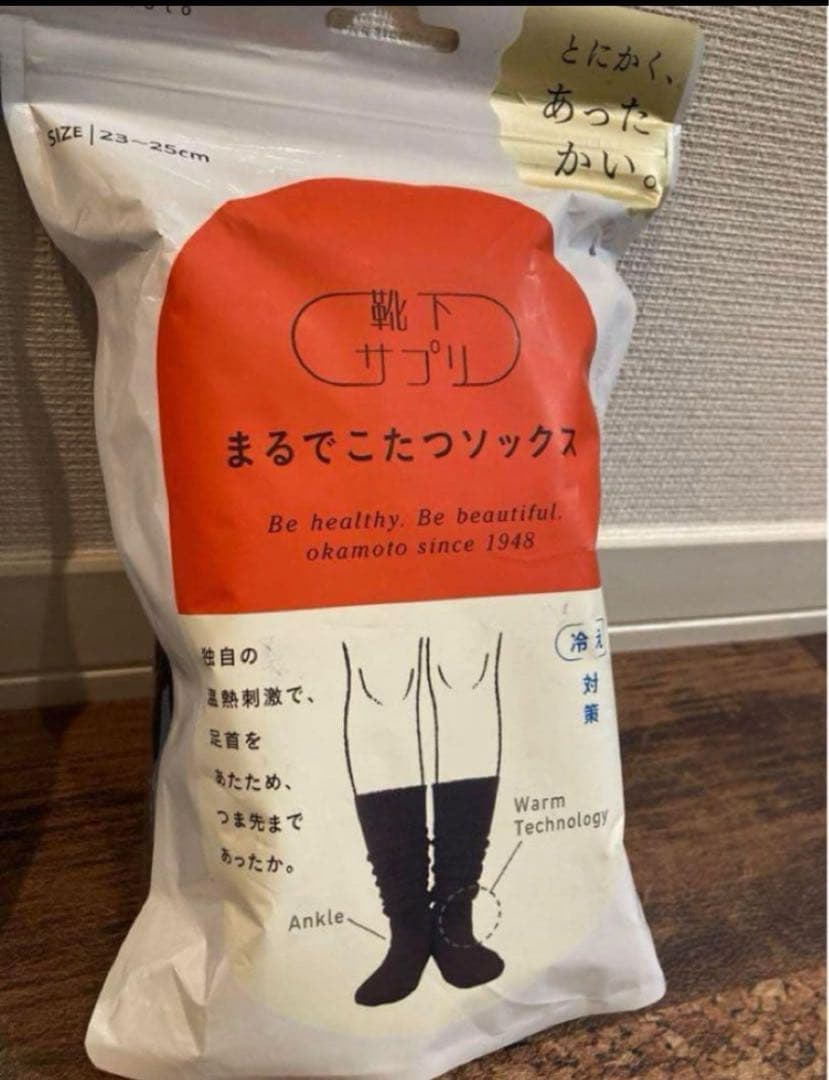 SIZE | 23~25cm
とにかく、
あった
かい。
靴下
サプリ
まるでこたつソックス
Be healthy. Be beautiful.
okamoto since 1948
独自の
温熱刺激で、
足首を
あたため、
つま先まで
あったか。
冷え
対
策
Warm
Technology
Ankle